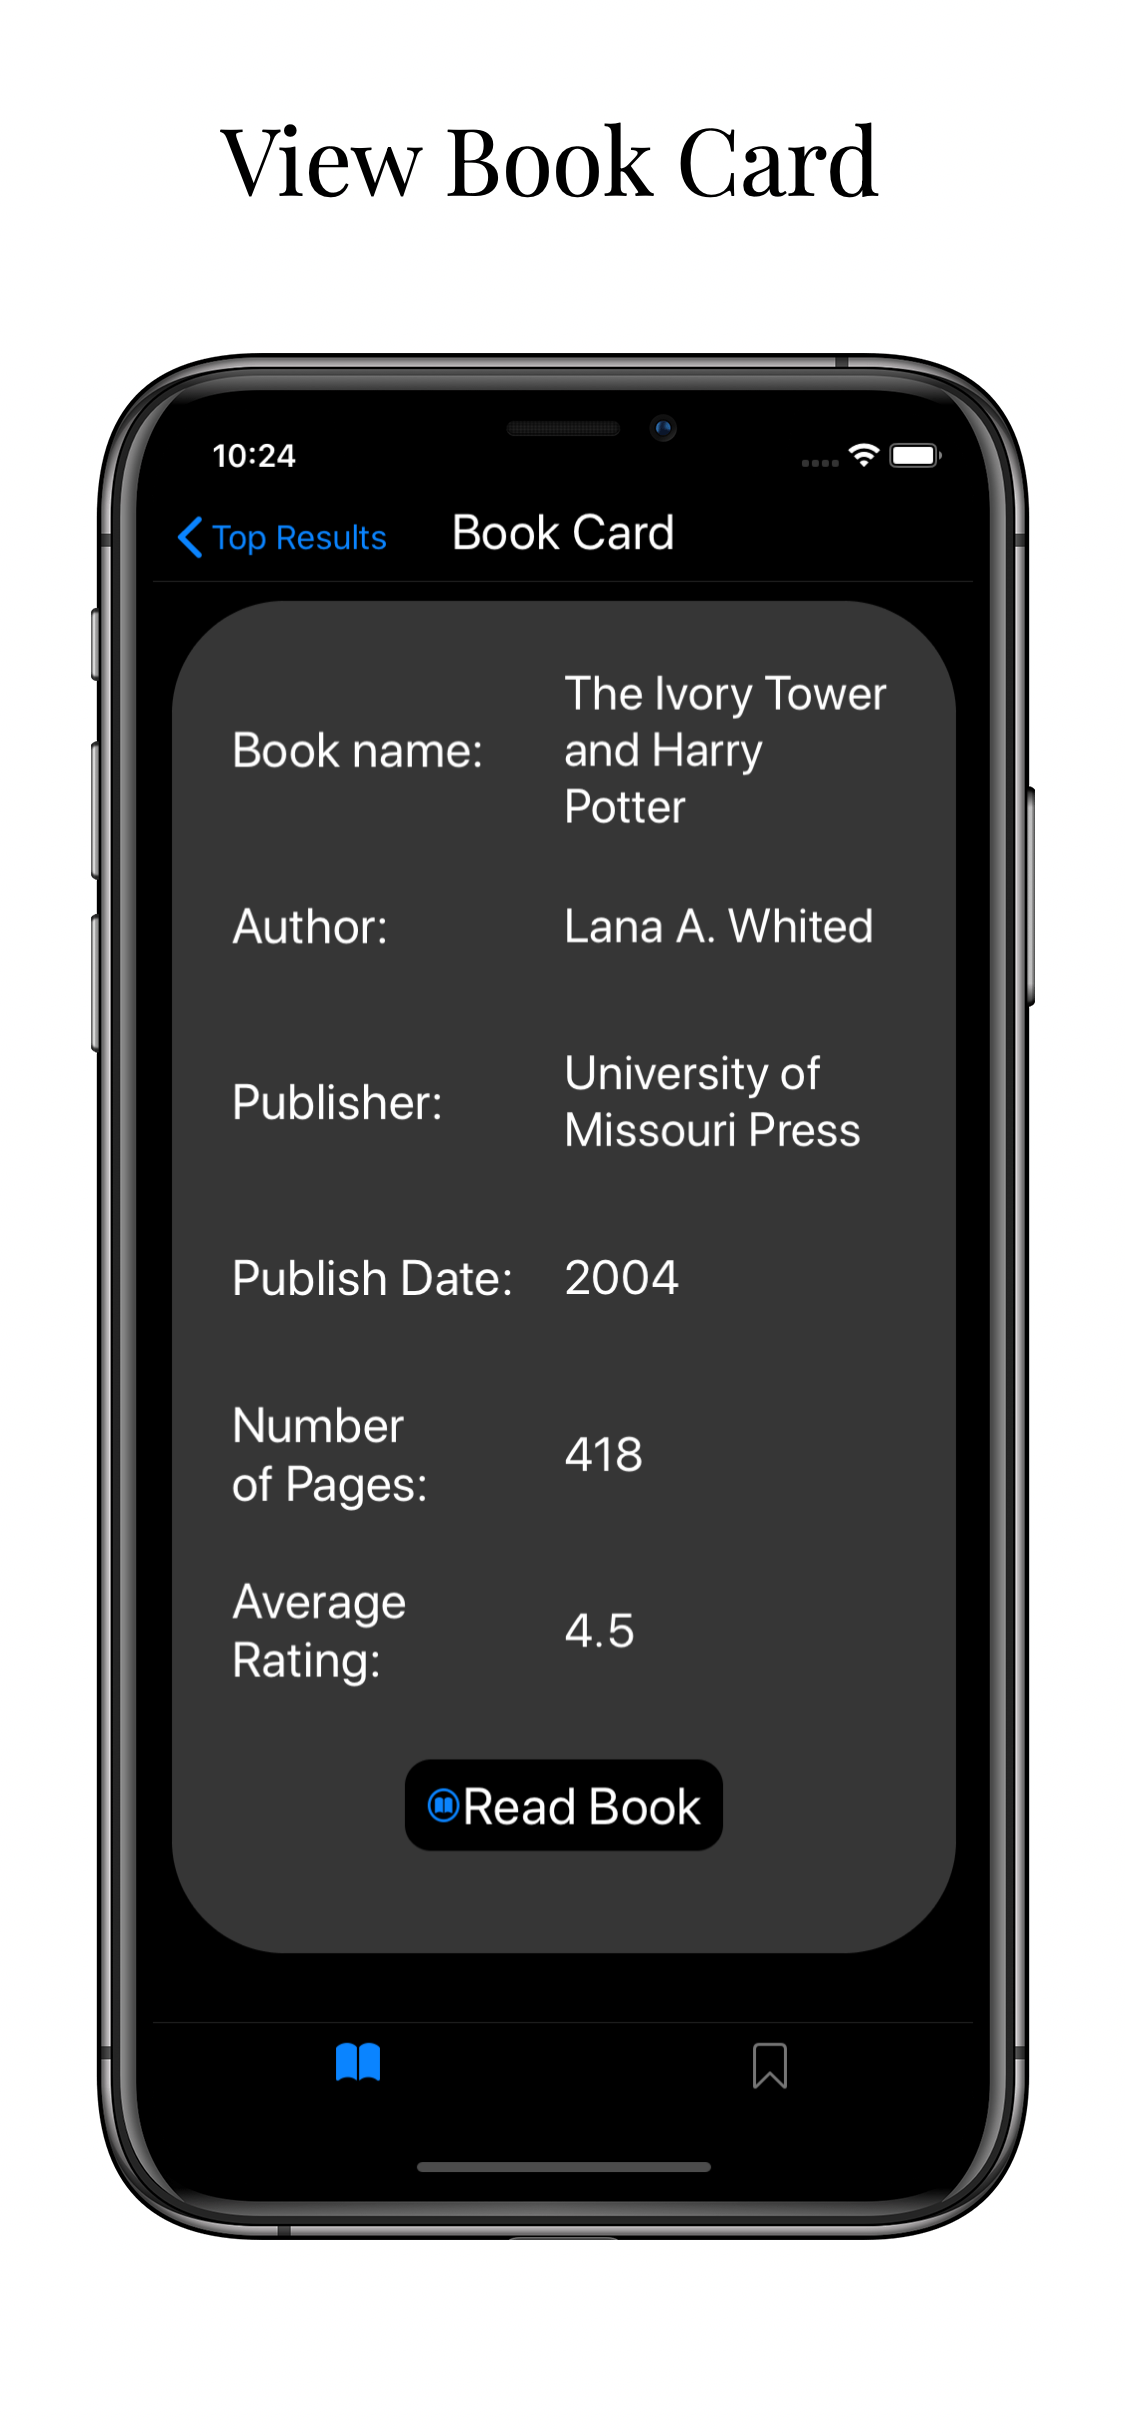 View Book Card
10:24
Top Results
Book Card
Book name:
The Ivory Tower
and Harry
Potter
Author:
Lana A. Whited
Publisher:
University of
Missouri Press
Publish Date:
2004
Number
of Pages:
418
Average
Rating:
4.5
Read Book